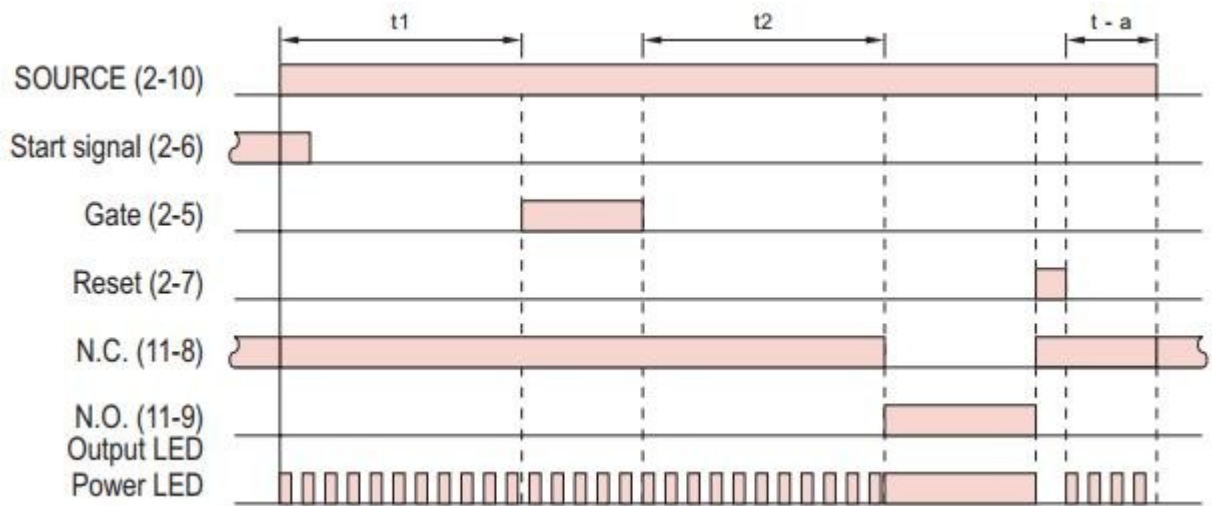 t1 t2 t - a
SOURCE (2-10)
Start signal (2-6)
Gate (2-5)
Reset (2-7)
N.C. (11-8)
N.O. (11-9)
Output LED
Power LED